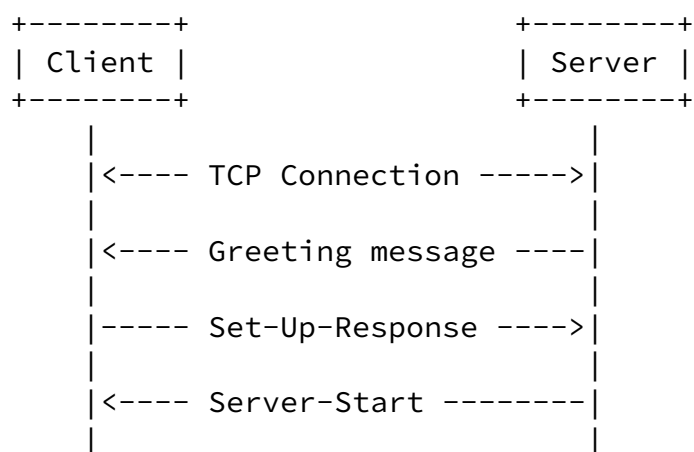 +--------+                  +--------+
| Client |                  | Server |
+--------+                  +--------+
    |                           |
    |<---- TCP Connection ----->|
    |                           |
    |<---- Greeting message ----|
    |                           |
    |----- Set-Up-Response ---->|
    |                           |
    |<---- Server-Start --------|
    |                           |